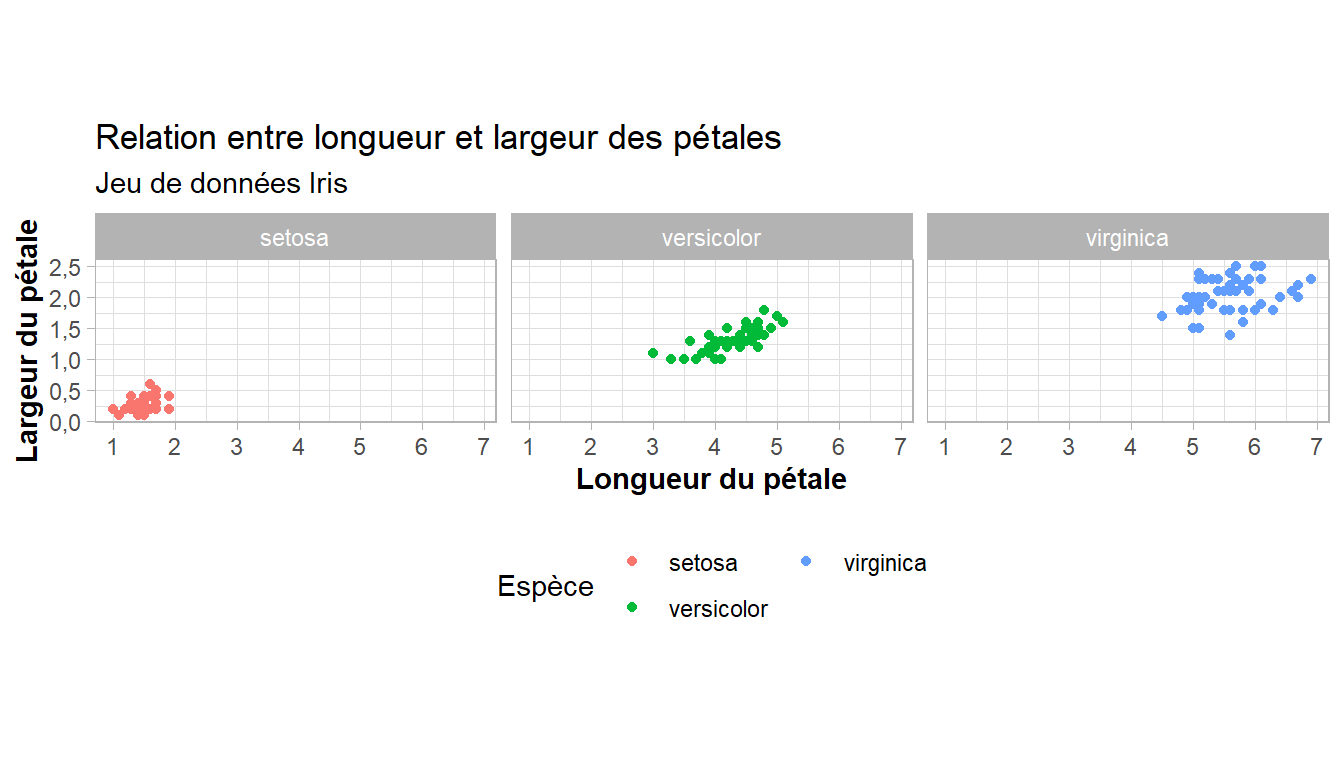 Relation entre longueur et largeur des pétales
Jeu de données Iris
setosa versicolor virginica
Largeur du pétale
2,5
2,0
1,5
1,0
0,5
0,0
1 2 3 4 5 6 7 1 2 3 4 5 6 7 1 2 3 4 5 6 7
Longueur du pétale
Espèce
setosa virginica
versicolor